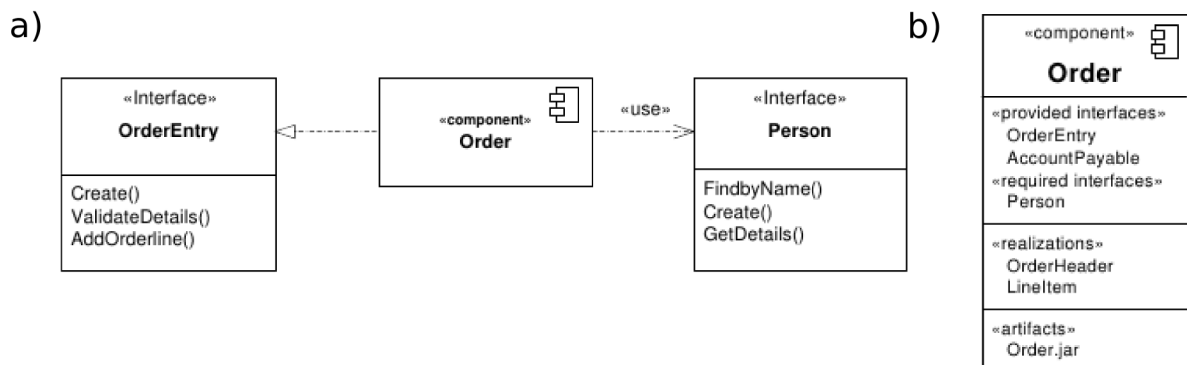 a)
«Interface»
OrderEntry
Create()
ValidateDetails()
AddOrderline()
«component»
Order
«use»
«Interface»
Person
FindbyName()
Create()
GetDetails()
b)
«component»
Order
«provided interfaces»
OrderEntry
AccountPayable
«required interfaces»
Person
«realizations»
OrderHeader
LineItem
«artifacts»
Order.jar